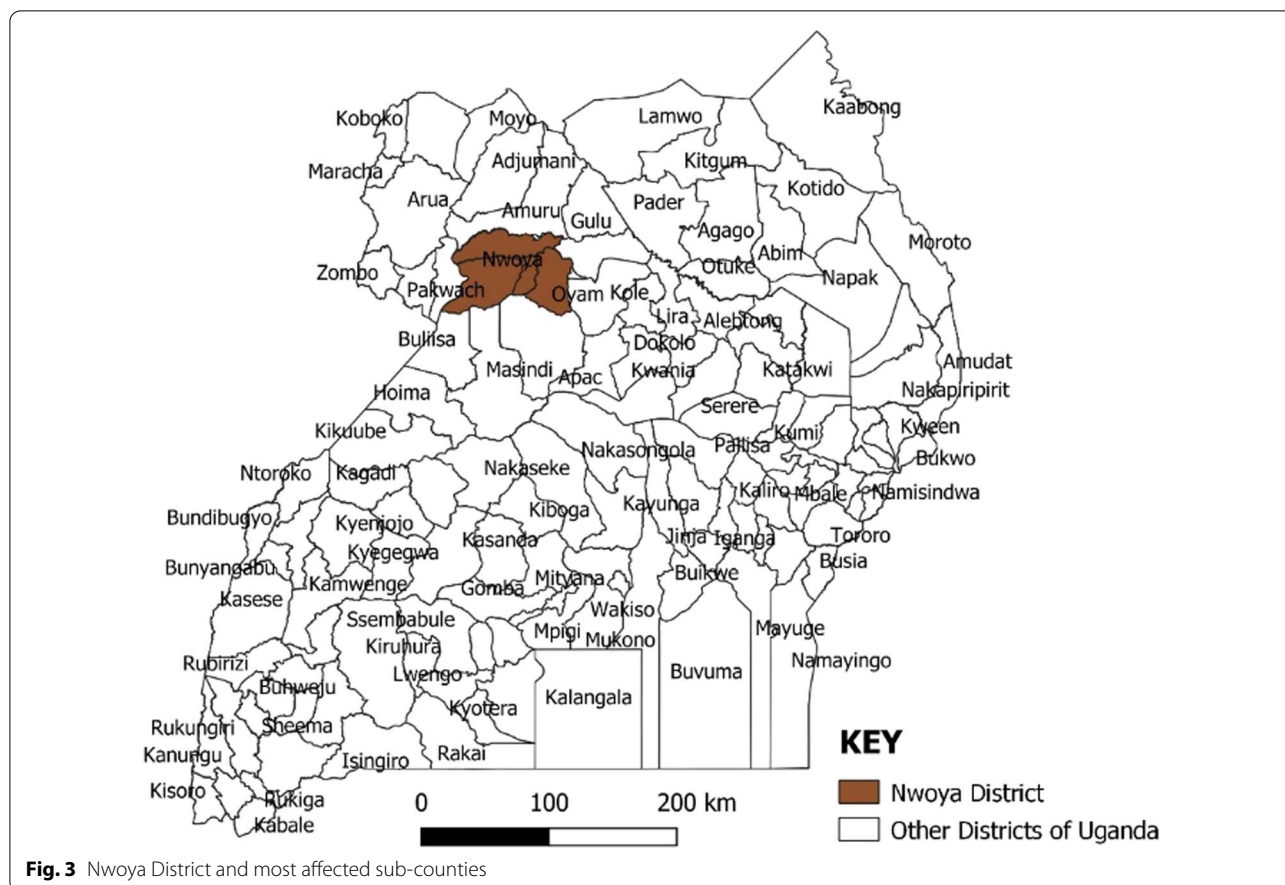 Kaabong
Koboko
Moyo
Lamwo
Maracha
Adjumani
Kitgum
Arua
Kotido
Amuru
Gulu
Pader
Agago
Abim
Moroto
Zombo
Nwoya
Otuke
Napak
Pakwach
Oyam
Kole
Lira
Alebtong
Buliisa
Dokolo
Masindi
Apac
Kwania
Katakwi
Amudat
Nakapiripirit
Hoima
Serere
Kikuube
Kumi
Kween
Nakasongola
Pallisa
Bukwo
Ntoroko
Kagadi
Nakaseke
Kaliro
Mbale
Namisindwa
Bundibugyo
Kyenjojo
Kiboga
Kayunga
Kasanda
Jinja
Iganga
Tororo
Kyegegwa
Busia
Bunyangabu
Kamwenge
Gomba
Mityana
Buikwe
Kasese
Ssembabule
Wakiso
Mpigi
Mukono
Mayuge
Kiruhura
Namayingo
Rubirizi
Lwengo
Buvuma
Buhweju
Kalangala
Kyotera
Rukungiri
Sheema
Kanungu
Isingiro
Rakai
Kisoro
Rukiga
Kabale
KEY
Nwoya District
Other Districts of Uganda
0 100 200 km
Fig. 3 Nwoya District and most affected sub-counties